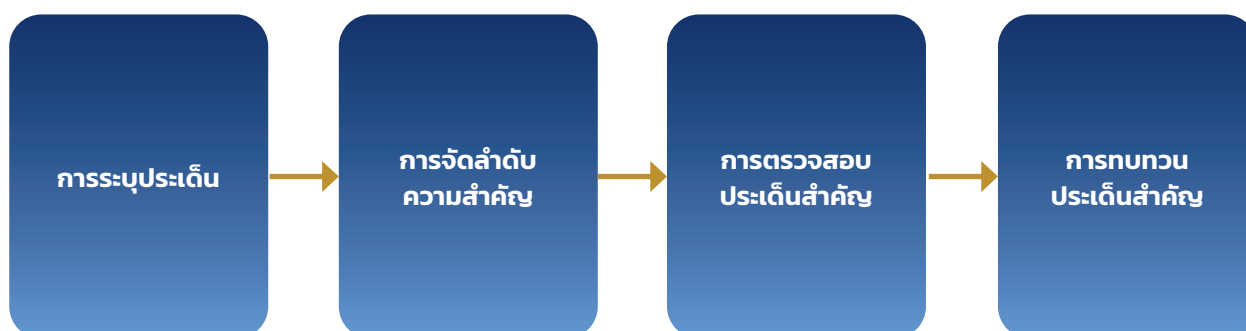 การระบุประเด็น
การจัดลำดับ
ความสำคัญ
การตรวจสอบ
ประเด็นสำคัญ
การทบทวน
ประเด็นสำคัญ